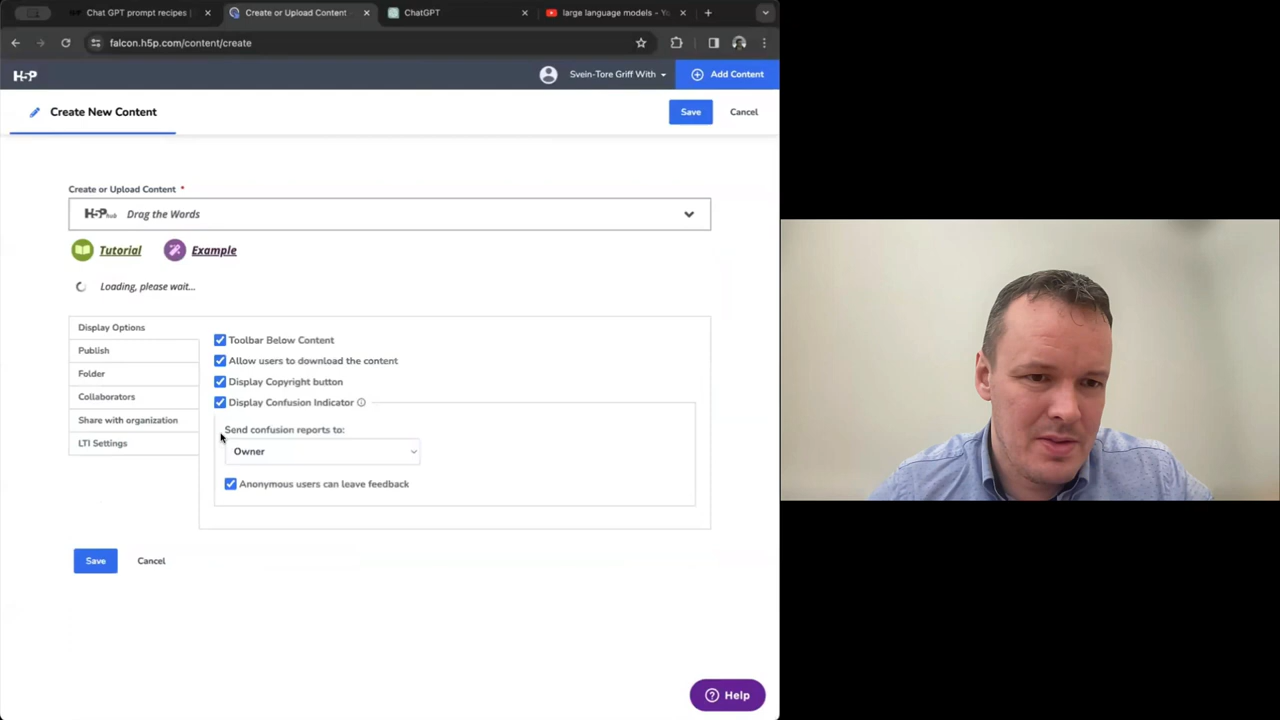 Chat GPT prompt recipes |
Create or Upload Content
ChatGPT
large language models - Yo
falcon.h5p.com/content/create
H5P
Svein-Tore Griff With
Add Content
Create New Content
Save
Cancel
Create or Upload Content *
H5P hub Drag the Words
Tutorial
Example
Loading, please wait...
Display Options
Publish
Folder
Collaborators
Share with organization
LTI Settings
Toolbar Below Content
Allow users to download the content
Display Copyright button
Display Confusion Indicator
Send confusion reports to:
Owner
Anonymous users can leave feedback
Save
Cancel
Help